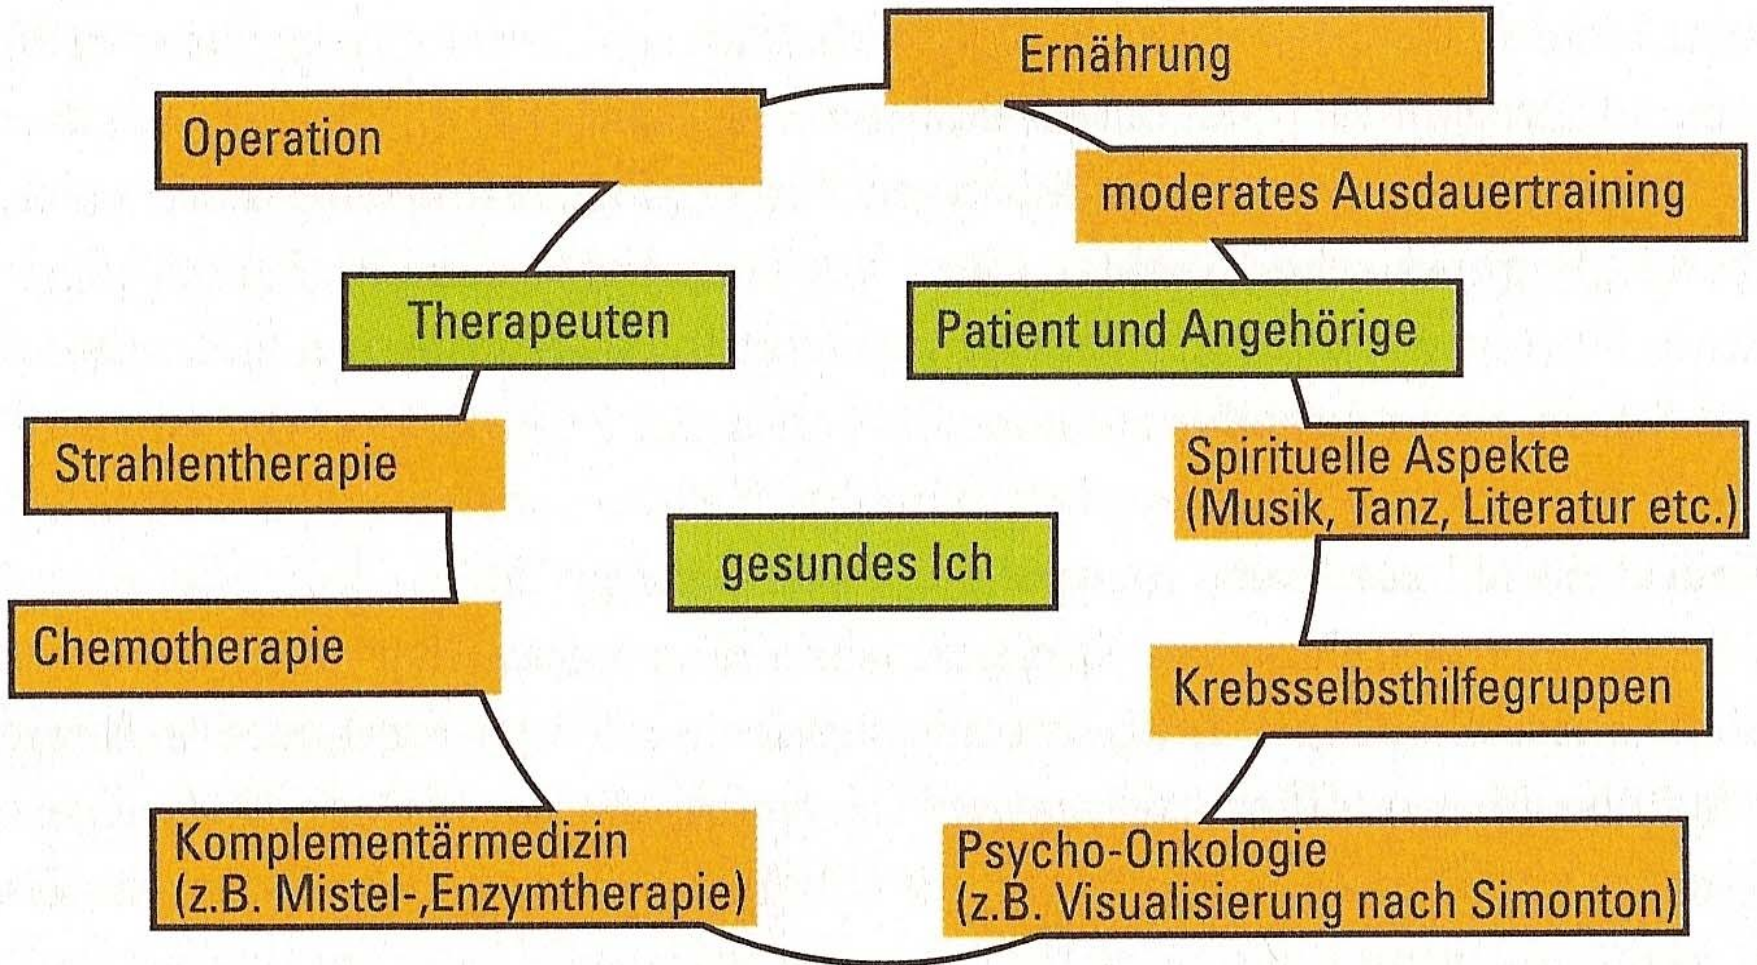 Ernährung
Operation
moderates Ausdauertraining
Therapeuten
Patient und Angehörige
Strahlentherapie
Spirituelle Aspekte
(Musik, Tanz, Literatur etc.)
gesundes Ich
Chemotherapie
Krebsselbsthilfegruppen
Komplementärmedizin
(z.B. Mistel-,Enzymtherapie)
Psycho-Onkologie
(z.B. Visualisierung nach Simonton)